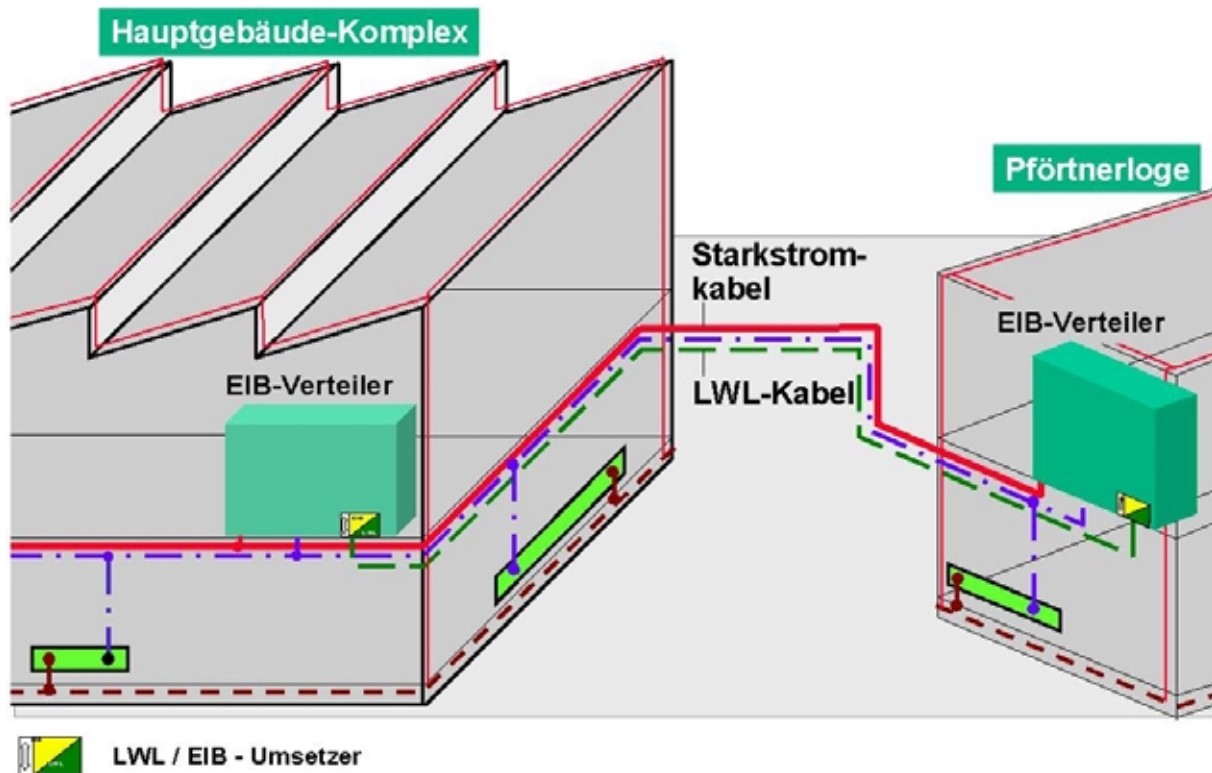 Hauptgebäude-Komplex
Pförtnerloge
Starkstrom-
kabel
EIB-Verteiler
EIB-Verteiler
LWL-Kabel
LWL / EIB - Umsetzer